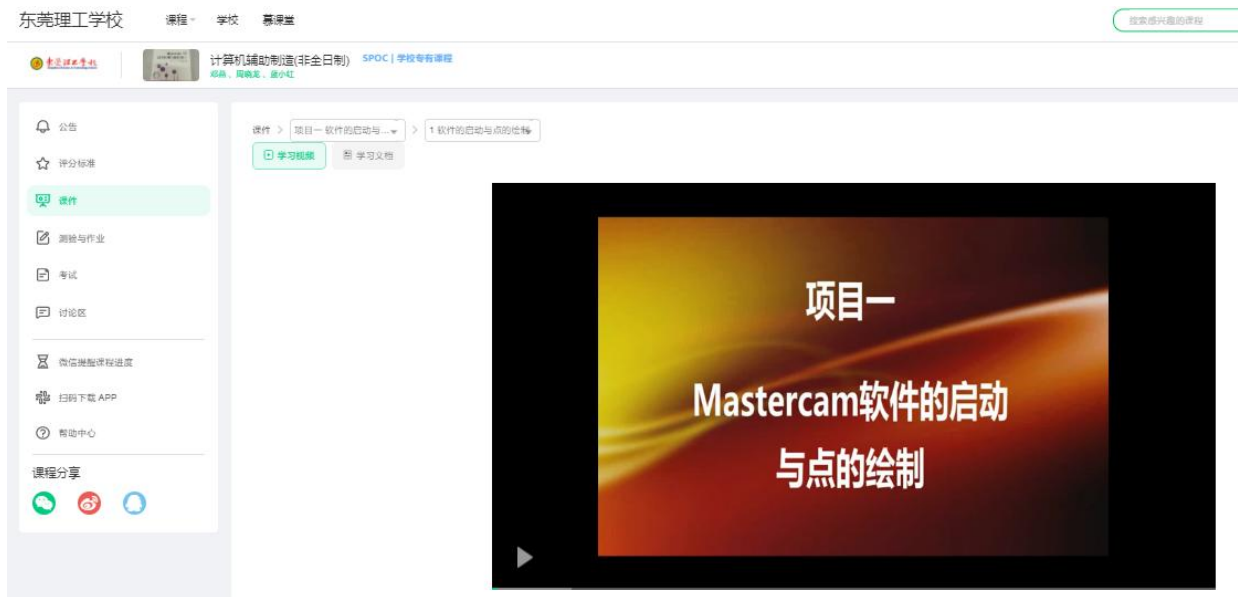 东莞理工学校 课程 学校 慕课堂 搜索感兴趣的课程
计算机辅助制造(非全日制) SPOC | 学校专有课程
公告
评分标准
课件
测验与作业
考试
讨论区
微信提醒课程进度
扫码下载 APP
帮助中心
课程分享
课件 > 项目一 软件的启动与... > 1 软件的启动与点的绘制
学习视频 学习文档
项目一
Mastercam软件的启动
与点的绘制